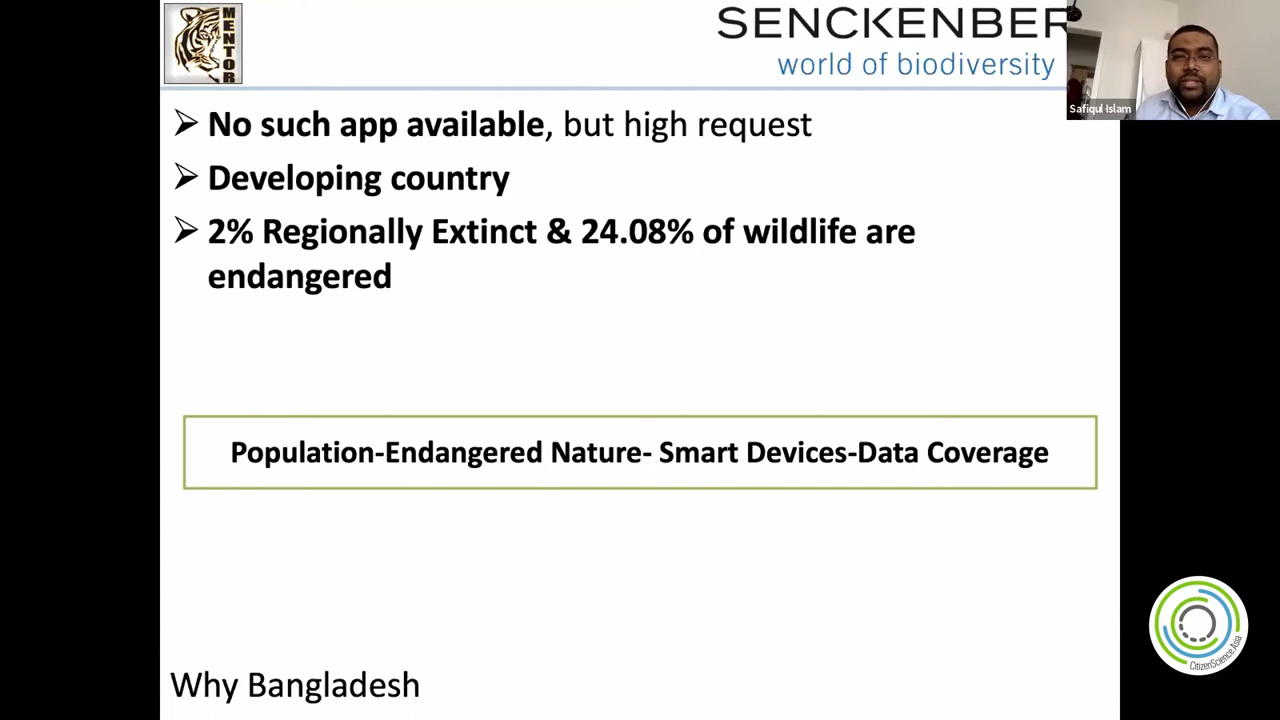 MENTOR
SENCKENBER
world of biodiversity
Safiqul Islam
➢ No such app available, but high request
➢ Developing country
➢ 2% Regionally Extinct & 24.08% of wildlife are
endangered
Population-Endangered Nature- Smart Devices-Data Coverage
CitizenScience.Asia
Why Bangladesh